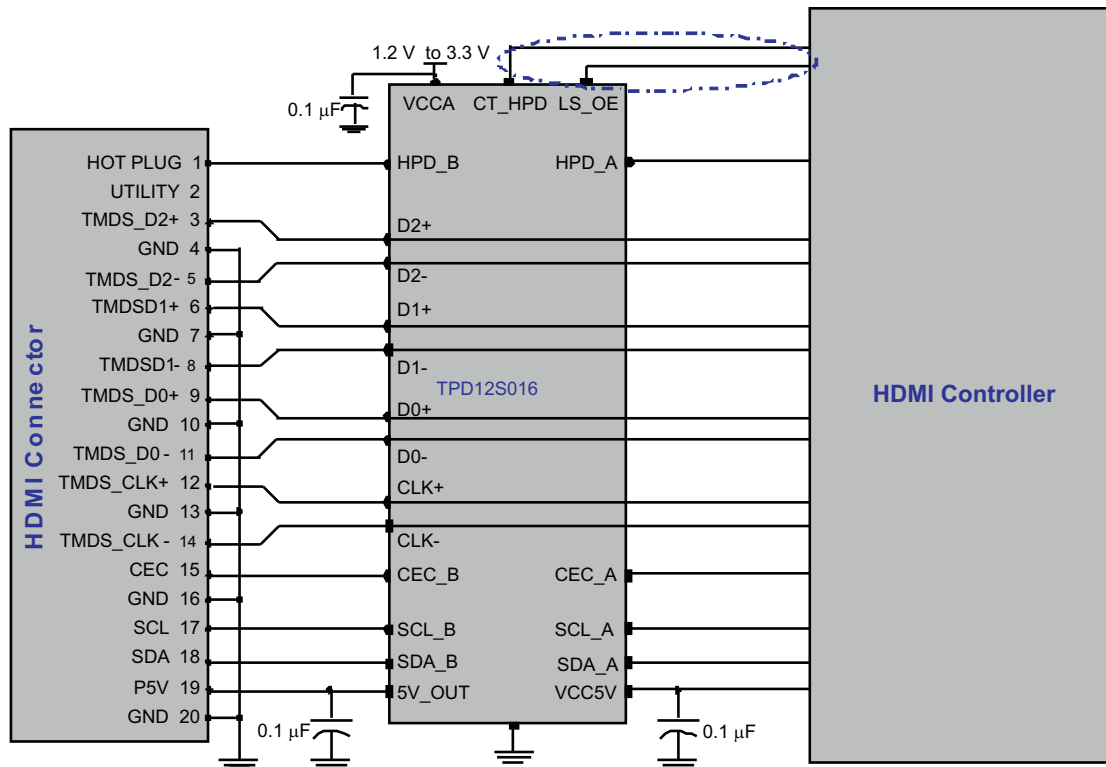 1.2 V to 3.3 V
0.1 μF
VCCA CT_HPD LS_OE
HOT PLUG 1
UTILITY 2
TMDS_D2+ 3
GND 4
TMDS_D2- 5
TMDSD1+ 6
GND 7
TMDSD1- 8
TMDS_D0+ 9
GND 10
TMDS_D0- 11
TMDS_CLK+ 12
GND 13
TMDS_CLK - 14
CEC 15
GND 16
SCL 17
SDA 18
P5V 19
GND 20
HDMI Connector
HPD_B
HPD_A
D2+
D2-
D1+
D1-
TPD12S016
D0+
D0-
CLK+
CLK-
CEC_B
CEC_A
SCL_B
SCL_A
SDA_B
SDA_A
5V_OUT
VCC5V
0.1 μF
0.1 μF
HDMI Controller